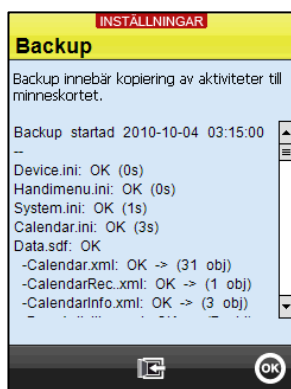 INSTÄLLNINGAR
Backup
Backup innebär kopiering av aktiviteter till
minneskortet.
Backup startad 2010-10-04 03:15:00
--
Device.ini: OK (0s)
Handimenu.ini: OK (0s)
System.ini: OK (1s)
Calendar.ini: OK (3s)
Data.sdf: OK
-Calendar.xml: OK -> (31 obj)
-CalendarRec..xml: OK -> (1 obj)
-CalendarInfo.xml: OK -> (3 obj)
OK